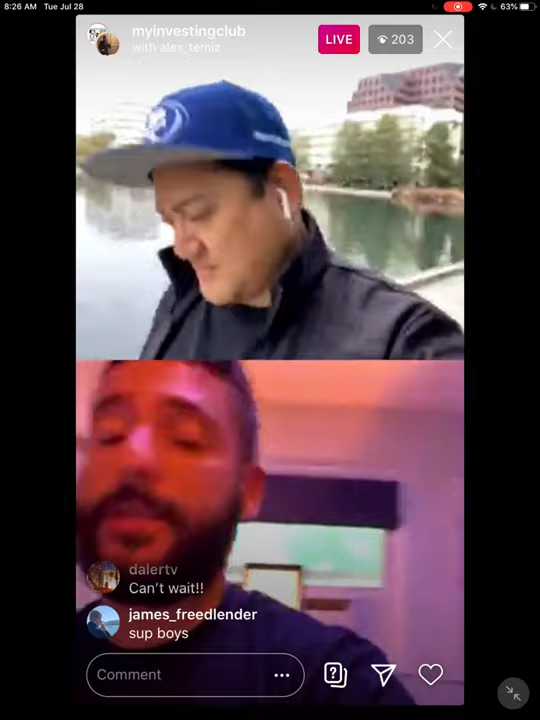 8:26 AM Tue Jul 28
63%
myinvestingclub
with alex_temiz
LIVE
203
dalertv
Can't wait!!
james_freedlender
sup boys
Comment